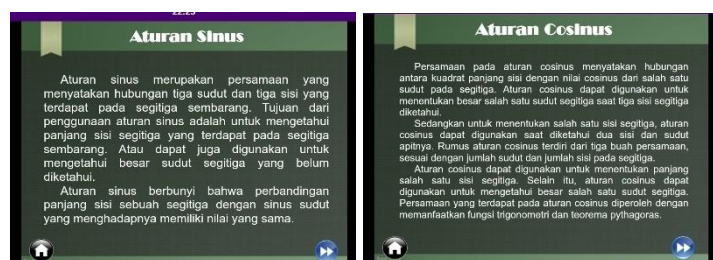 22:25
Aturan Sinus
Aturan sinus merupakan persamaan yang
menyatakan hubungan tiga sudut dan tiga sisi yang
terdapat pada segitiga sembarang. Tujuan dari
penggunaan aturan sinus adalah untuk mengetahui
panjang sisi segitiga yang terdapat pada segitiga
sembarang. Atau dapat juga digunakan untuk
mengetahui besar sudut segitiga yang belum
diketahui.
Aturan sinus berbunyi bahwa perbandingan
panjang sisi sebuah segitiga dengan sinus sudut
yang menghadapnya memiliki nilai yang sama.
Aturan Cosinus
Persamaan pada aturan cosinus menyatakan hubungan
antara kuadrat panjang sisi dengan nilai cosinus dari salah satu
sudut pada segitiga. Aturan cosinus dapat digunakan untuk
menentukan besar salah satu sudut segitiga saat tiga sisi segitiga
diketahui.
Sedangkan untuk menentukan salah satu sisi segitiga, aturan
cosinus dapat digunakan saat diketahui dua sisi dan sudut
apitnya. Rumus aturan cosinus terdiri dari tiga buah persamaan,
sesuai dengan jumlah sudut dan jumlah sisi pada segitiga.
Aturan cosinus dapat digunakan untuk menentukan panjang
salah satu sisi segitiga. Selain itu, aturan cosinus dapat
digunakan untuk mengetahui besar salah satu sudut segitiga.
Persamaan yang terdapat pada aturan cosinus diperoleh dengan
memanfaatkan fungsi trigonometri dan teorema pythagoras.